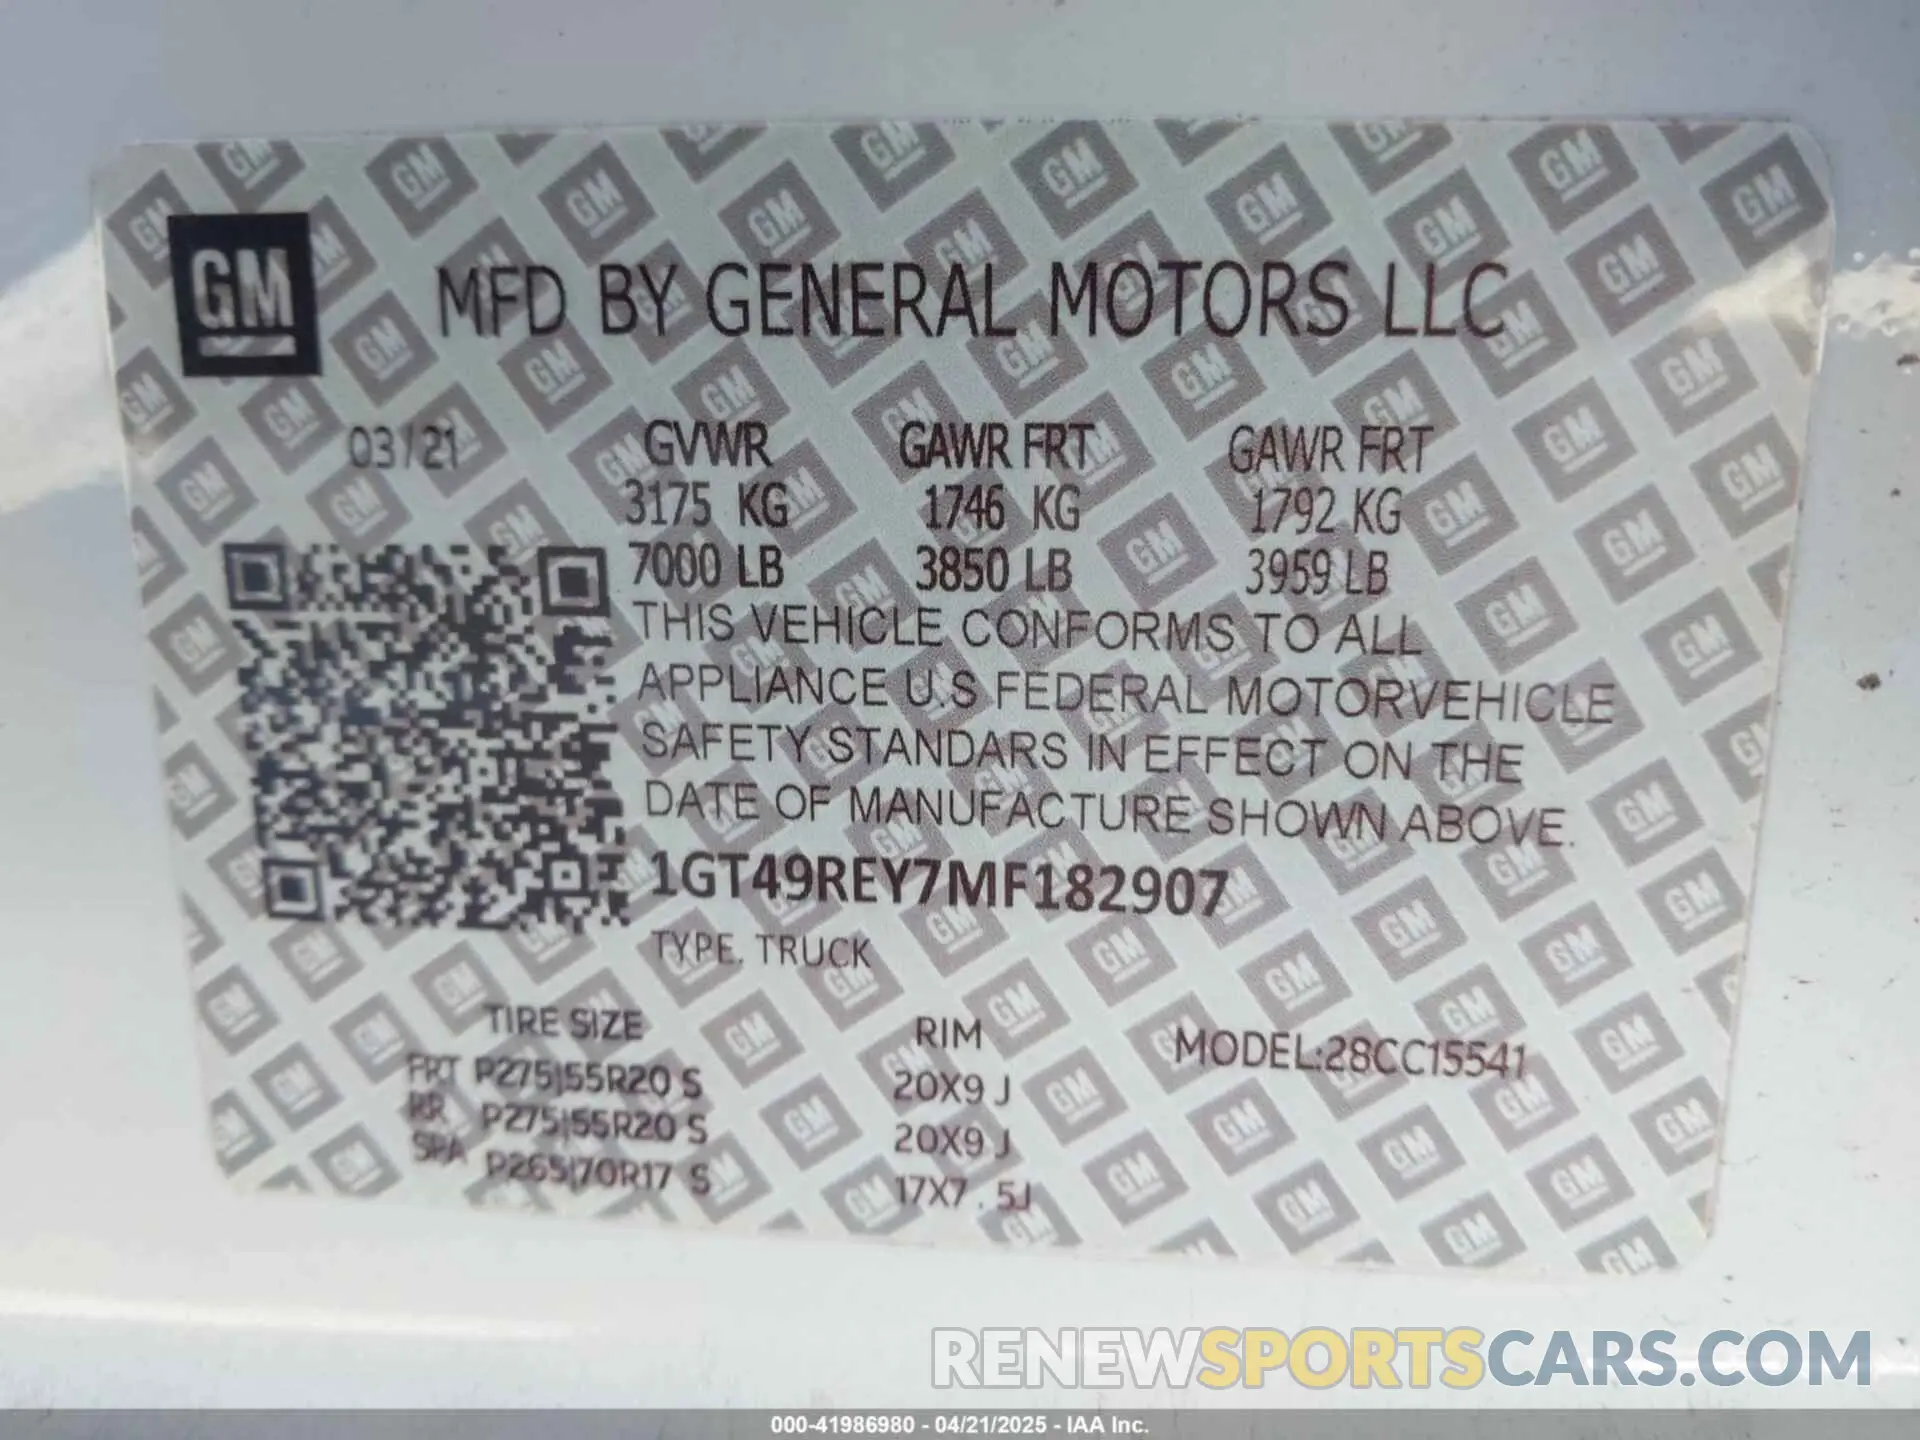 GM MFD BY GENERAL MOTORS LLC
03/21 GVWR GAWR FRT GAWR FRT
3175 KG 1746 KG 1792 KG
7000 LB 3850 LB 3959 LB
THIS VEHICLE CONFORMS TO ALL
APPLIANCE U.S FEDERAL MOTORVEHICLE
SAFETY STANDARS IN EFFECT ON THE
DATE OF MANUFACTURE SHOWN ABOVE.
1GT49REY7MF182907
TYPE. TRUCK
TIRE SIZE RIM MODEL:28CC15541
FRT P275|55R20 S 20X9 J
RR P275|55R20 S 20X9 J
SPA P265|70R17 S 17X7 . 5J
RENEWSPORTSCARS.COM
000-41986980 - 04/21/2025 - IAA Inc.